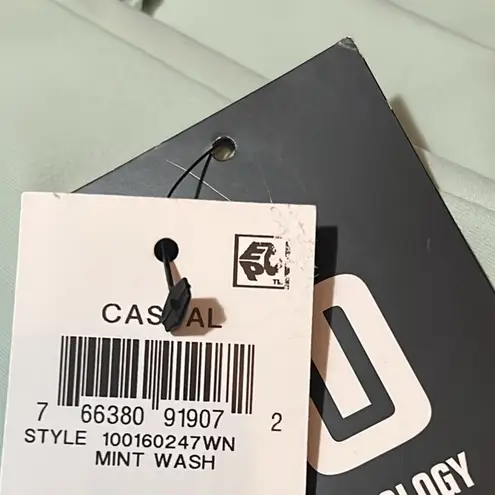 CASUAL
7 66380 91907 2
STYLE 100160247WN
MINT WASH
OLOGY